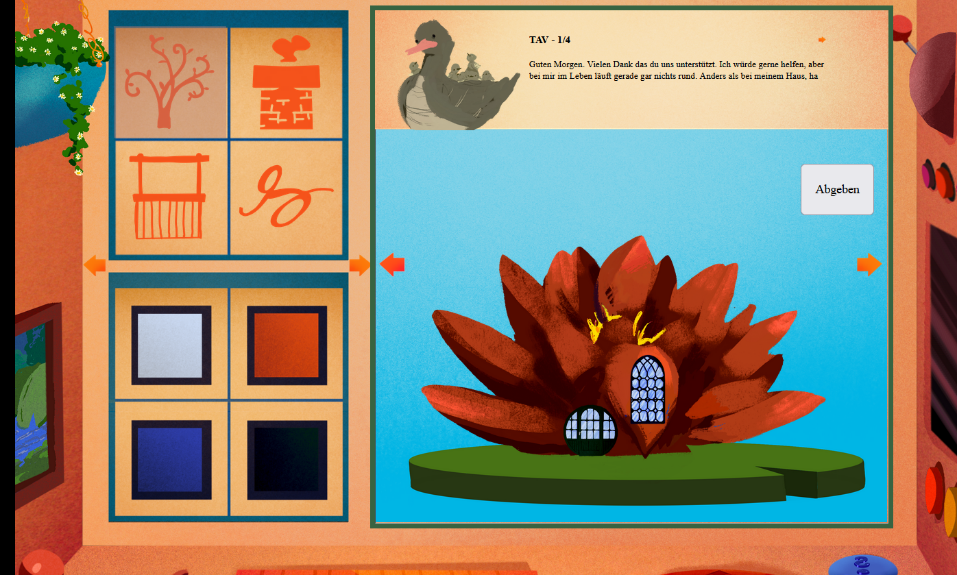 TAV - 1/4
Guten Morgen. Vielen Dank das du uns unterstützt. Ich würde gerne helfen, aber
bei mir im Leben läuft gerade gar nichts rund. Anders als bei meinem Haus, ha
Abgeben